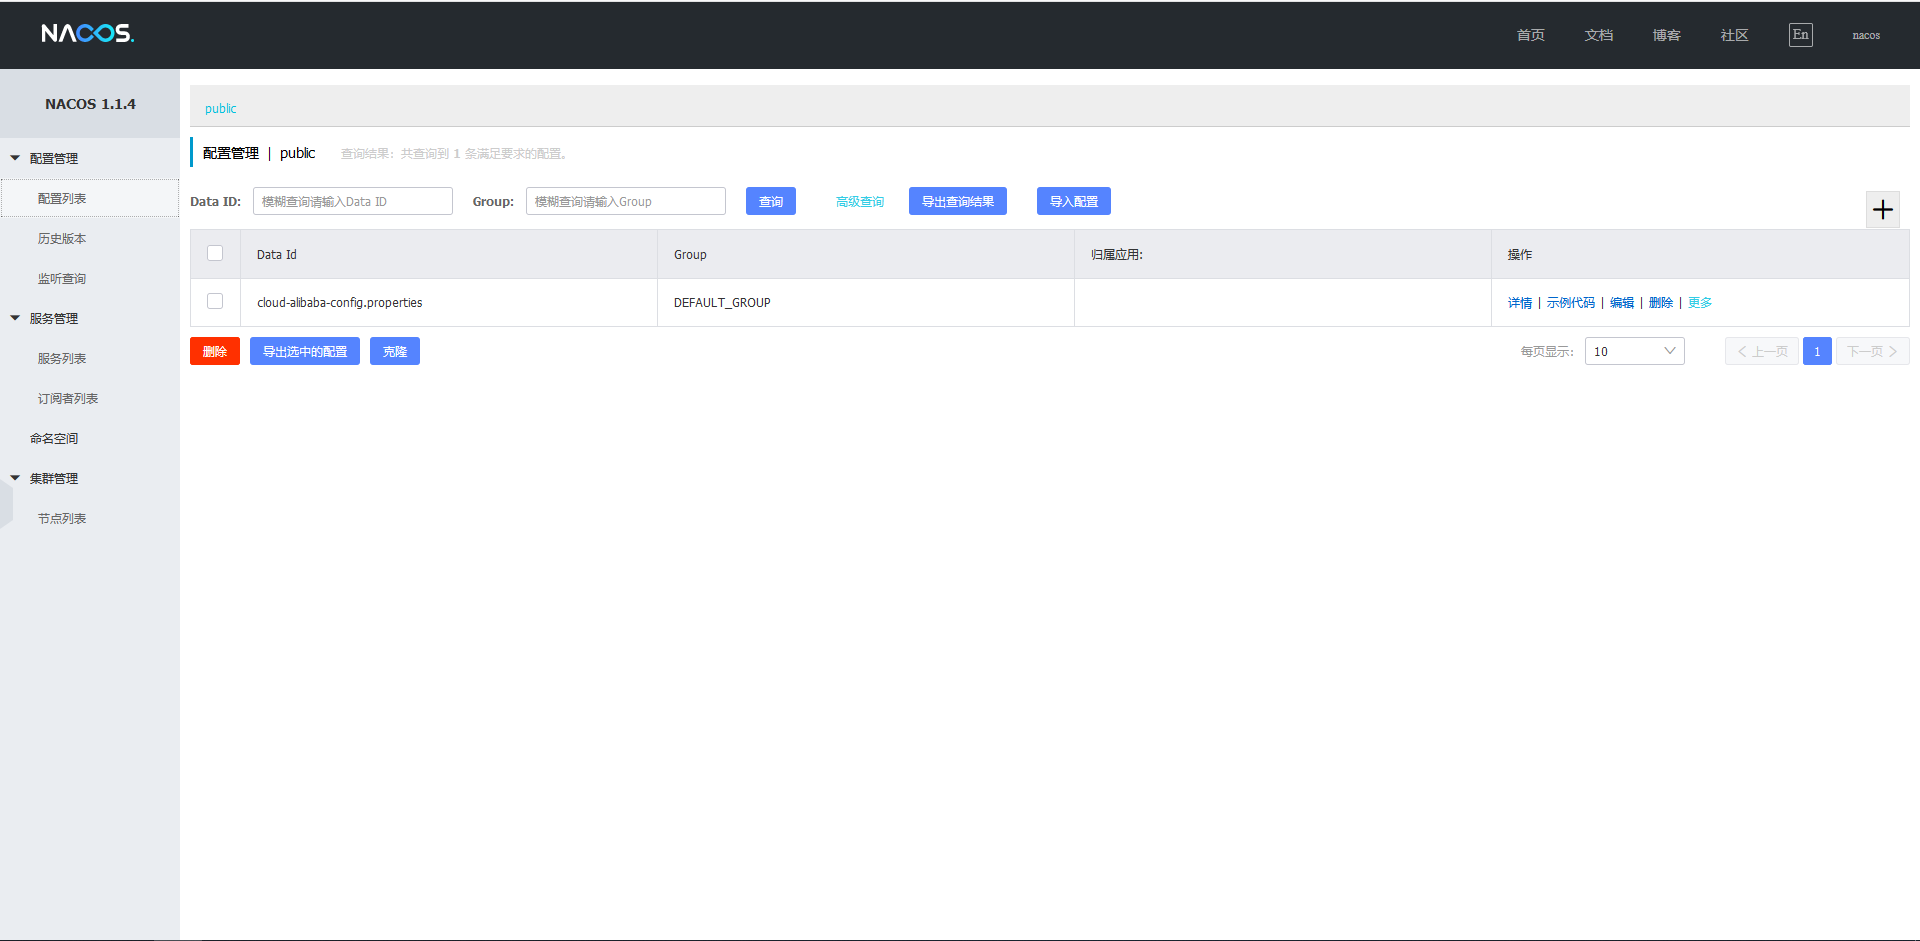 NACOS.
首页 文档 博客 社区 En nacos
NACOS 1.1.4
配置管理
配置列表
历史版本
监听查询
服务管理
服务列表
订阅者列表
命名空间
集群管理
节点列表
public
配置管理 | public 查询结果：共查询到 1 条满足要求的配置。
Data ID: 模糊查询请输入Data ID Group: 模糊查询请输入Group 查询 高级查询 导出查询结果 导入配置
Data Id Group 归属应用: 操作
cloud-alibaba-config.properties DEFAULT_GROUP 详情 | 示例代码 | 编辑 | 删除 | 更多
删除 导出选中的配置 克隆 每页显示: 10 上一页 1 下一页